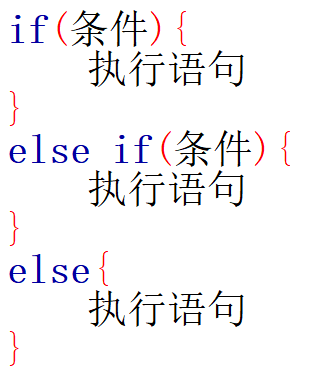 if(条件){
    执行语句
}
else if(条件){
    执行语句
}
else{
    执行语句
}